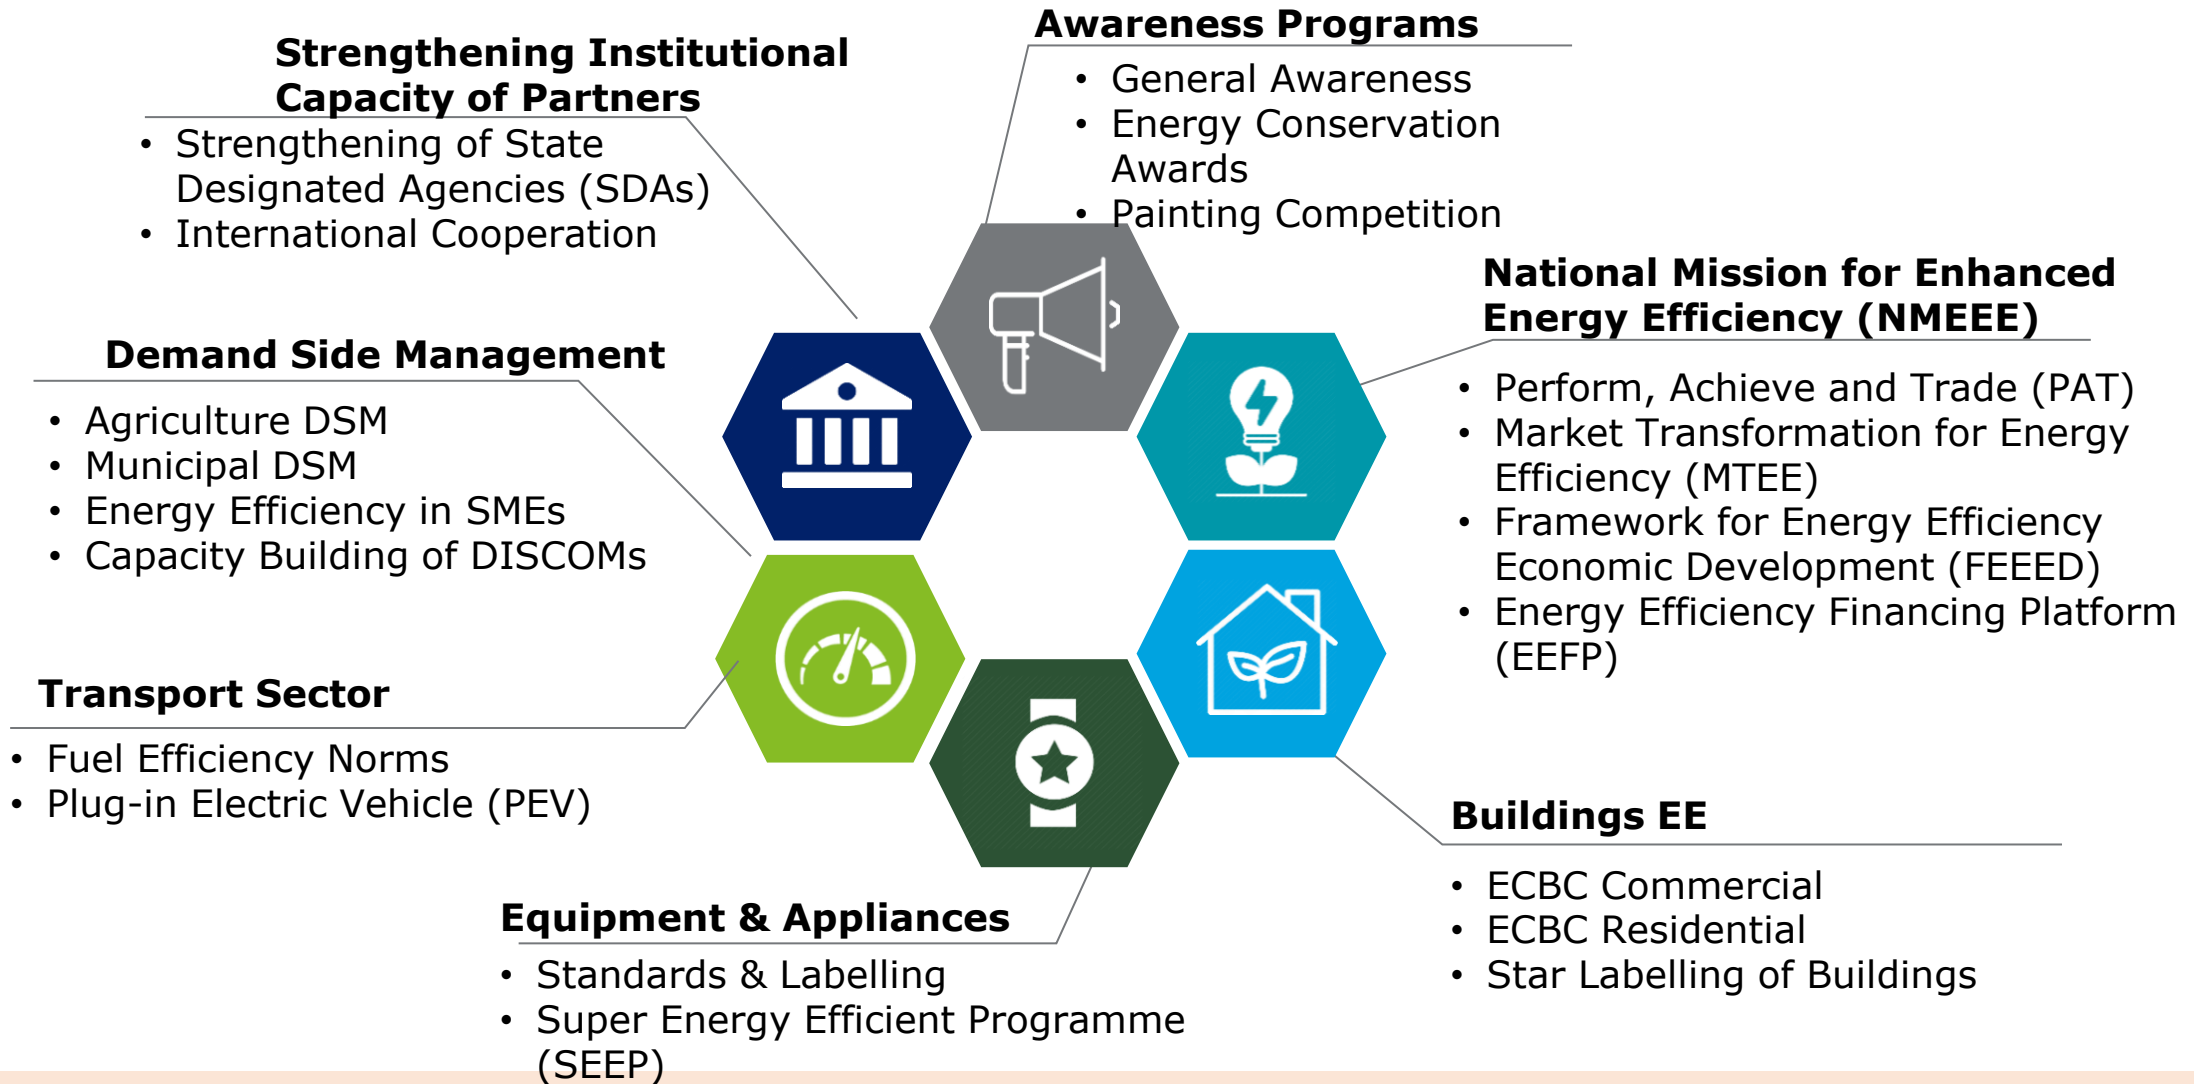 Strengthening Institutional
Capacity of Partners
• Strengthening of State
Designated Agencies (SDAs)
• International Cooperation
Awareness Programs
• General Awareness
• Energy Conservation
Awards
• Painting Competition
National Mission for Enhanced
Energy Efficiency (NMEEE)
• Perform, Achieve and Trade (PAT)
• Market Transformation for Energy
Efficiency (MTEE)
• Framework for Energy Efficiency
Economic Development (FEEED)
• Energy Efficiency Financing Platform
(EEFP)
Demand Side Management
• Agriculture DSM
• Municipal DSM
• Energy Efficiency in SMEs
• Capacity Building of DISCOMs
Transport Sector
• Fuel Efficiency Norms
• Plug-in Electric Vehicle (PEV)
Buildings EE
• ECBC Commercial
• ECBC Residential
• Star Labelling of Buildings
Equipment & Appliances
• Standards & Labelling
• Super Energy Efficient Programme
(SEEP)